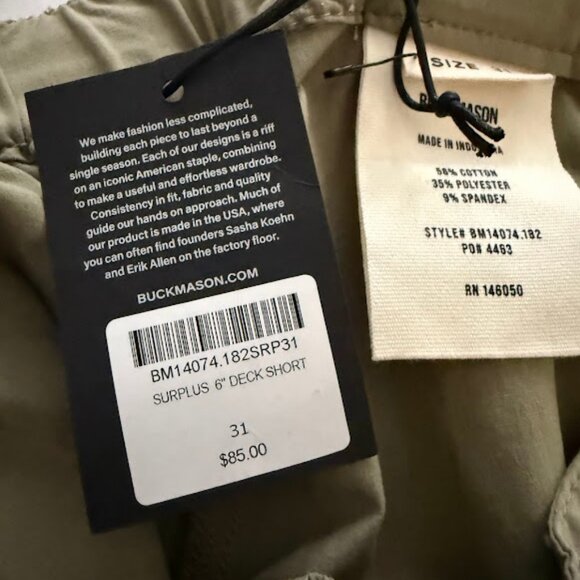 We make fashion less complicated,
building each piece to last beyond a
single season. Each of our designs is a riff
on an iconic American staple, combining
to make a useful and effortless wardrobe.
Consistency in fit, fabric and quality
guide our hands on approach. Much of
our product is made in the USA, where
you can often find founders Sasha Koehn
and Erik Allen on the factory floor.
BUCKMASON.COM
BM14074.182SRP31
SURPLUS 6" DECK SHORT
31
$85.00
SIZE
MASON
MADE IN
56% COTTON
35% POLYESTER
9% SPANDEX
STYLE# BM14074.182
PO# 4463
RN 146050